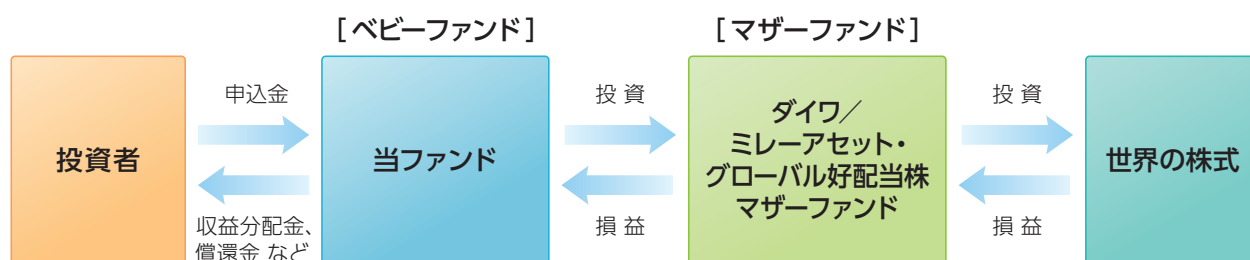 [ベビーファンド]
[マザーファンド]
投資者
申込金
収益分配金、
償還金 など
当ファンド
投 資
損 益
ダイワ／
ミレーアセット・
グローバル好配当株
マザーファンド
投 資
損 益
世界の株式